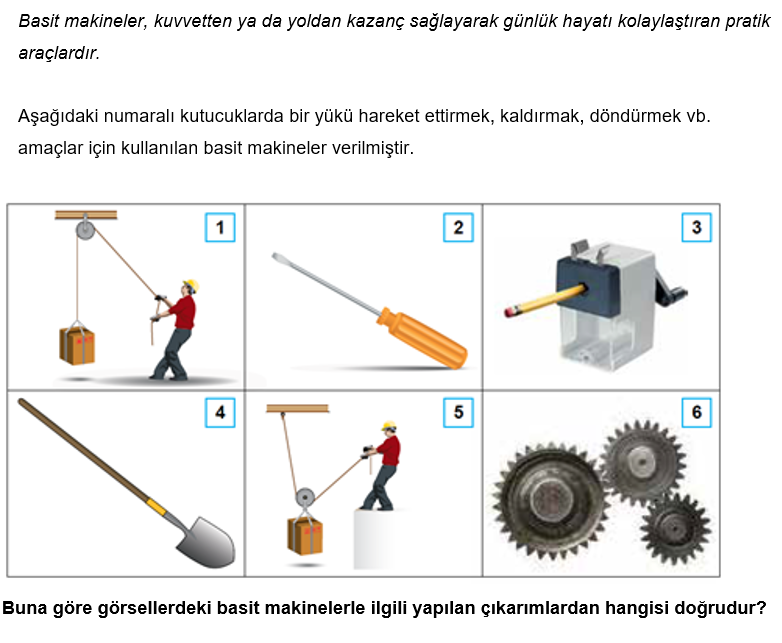 Basit makineler, kuvvetten ya da yoldan kazanç sağlayarak günlük hayatı kolaylaştıran pratik
araçlardır.
Aşağıdaki numaralı kutucuklarda bir yükü hareket ettirmek, kaldırmak, döndürmek vb.
amaçlar için kullanılan basit makineler verilmiştir.
1
2
3
4
5
6
Buna göre görsellerdeki basit makinelerle ilgili yapılan çıkarımlardan hangisi doğrudur?